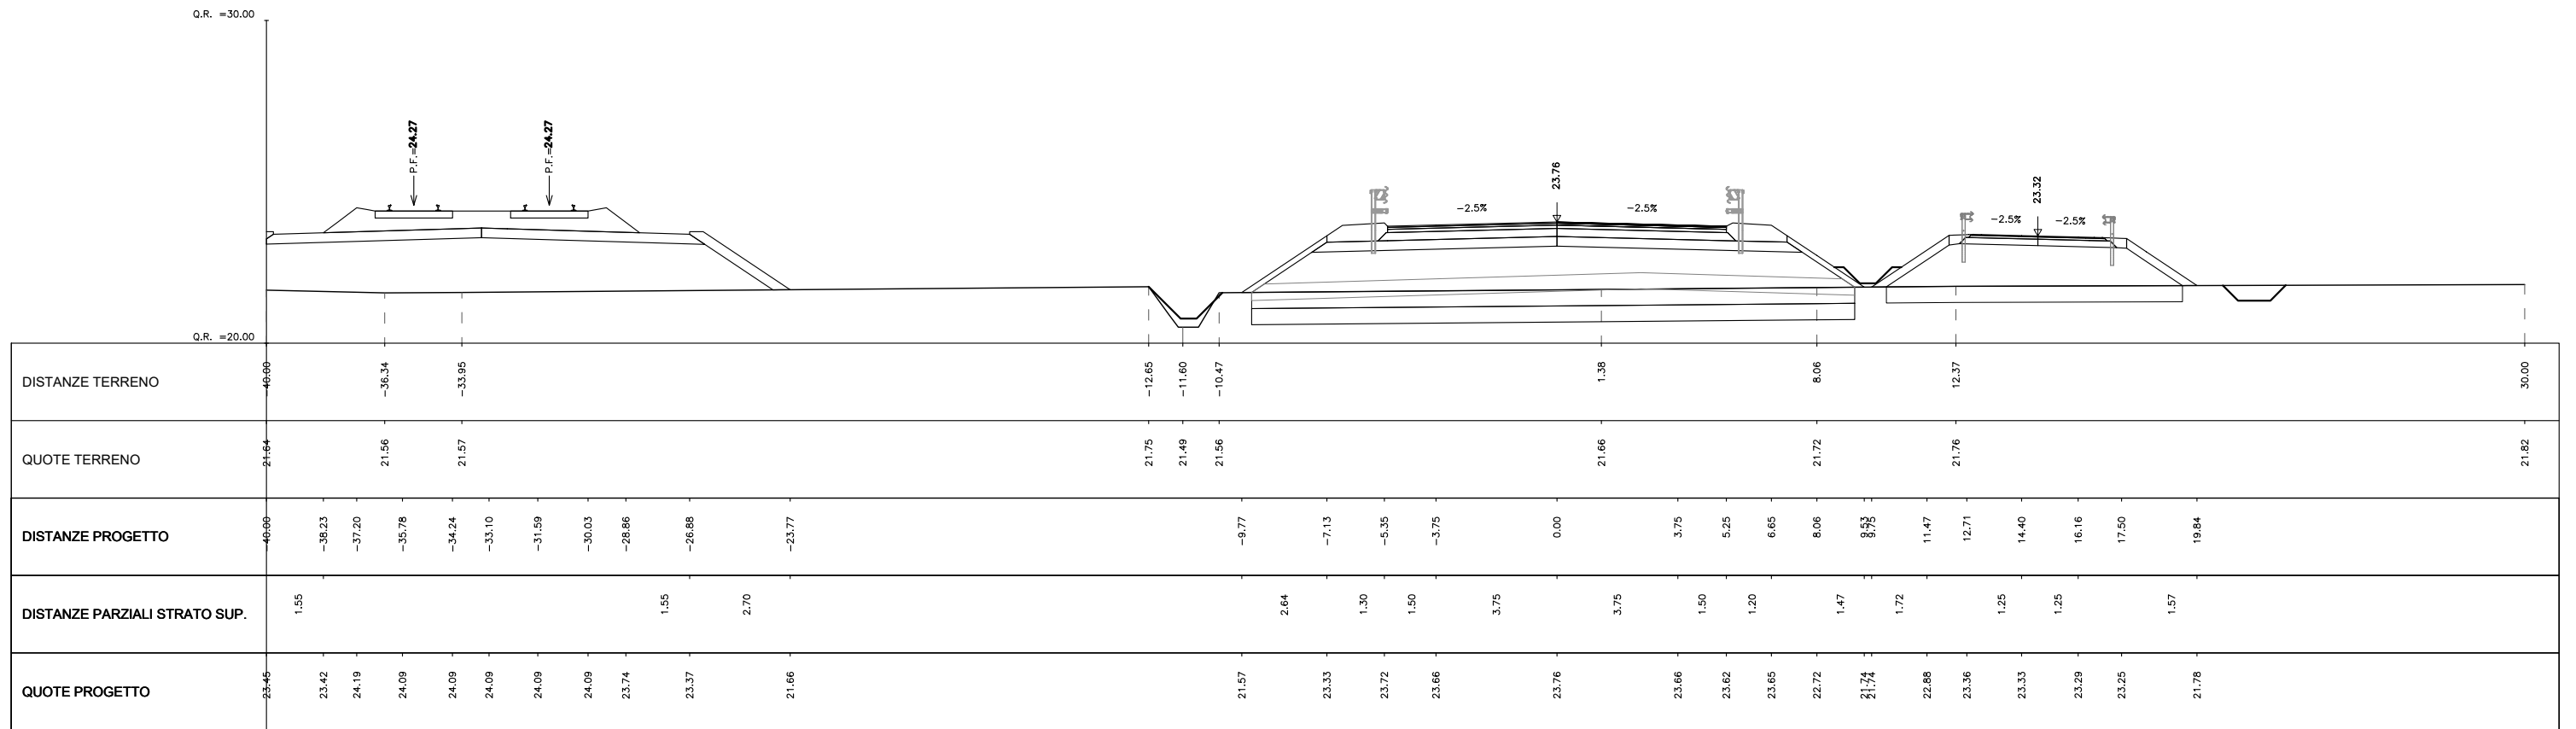 Q.R. =30.00
P.F.=24.27
P.F.=24.27
23.76
23.32
-2.5%
-2.5%
-2.5%
-2.5%
Q.R. =20.00
DISTANZE TERRENO
-40.00 -36.34 -33.95 -12.65 -11.60 -10.47 1.38 8.06 12.37 30.00
QUOTE TERRENO
21.64 21.56 21.57 21.75 21.49 21.56 21.66 21.72 21.76 21.82
DISTANZE PROGETTO
-40.00 -38.23 -37.20 -35.78 -34.24 -33.10 -31.59 -30.03 -28.86 -26.88 -23.77 -9.77 -7.13 -5.35 -3.75 0.00 3.75 5.25 6.65 8.06 9.53 9.75 11.47 12.71 14.40 16.16 17.50 19.84
DISTANZE PARZIALI STRATO SUP.
1.55 1.55 2.70 2.64 1.30 1.50 3.75 3.75 1.50 1.20 1.47 1.72 1.25 1.25 1.57
QUOTE PROGETTO
23.45 23.42 24.19 24.09 24.09 24.09 24.09 24.09 23.74 23.37 21.66 21.57 23.33 23.72 23.66 23.76 23.66 23.62 23.65 22.72 21.74 21.74 22.88 23.36 23.33 23.29 23.25 21.78